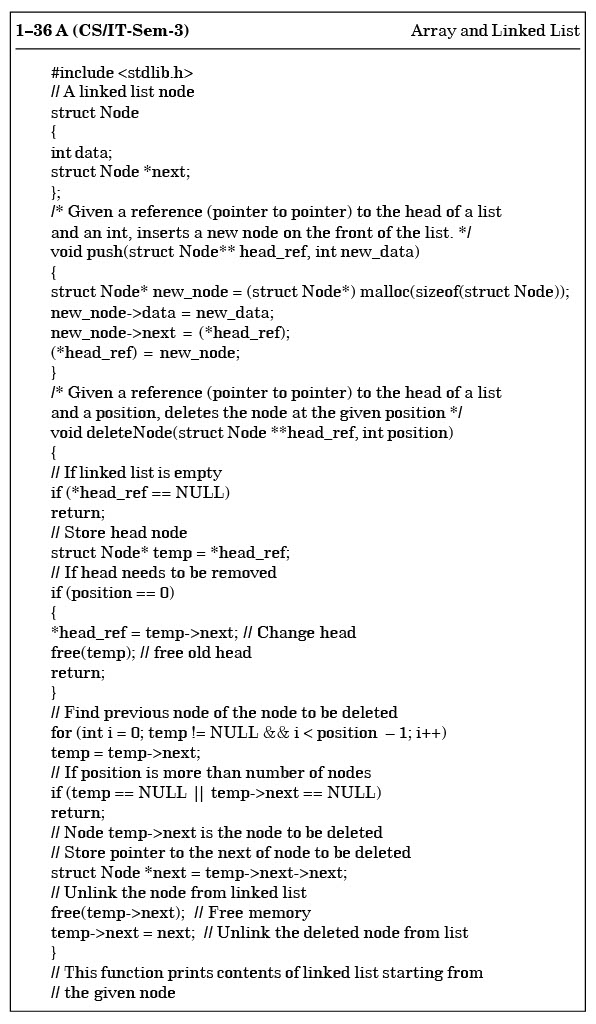 1–36 A (CS/IT-Sem-3) Array and Linked List
#include <stdlib.h>
// A linked list node
struct Node
{
int data;
struct Node *next;
};
/* Given a reference (pointer to pointer) to the head of a list
and an int, inserts a new node on the front of the list. */
void push(struct Node** head_ref, int new_data)
{
struct Node* new_node = (struct Node*) malloc(sizeof(struct Node));
new_node->data = new_data;
new_node->next = (*head_ref);
(*head_ref) = new_node;
}
/* Given a reference (pointer to pointer) to the head of a list
and a position, deletes the node at the given position */
void deleteNode(struct Node **head_ref, int position)
{
// If linked list is empty
if (*head_ref == NULL)
return;
// Store head node
struct Node* temp = *head_ref;
// If head needs to be removed
if (position == 0)
{
*head_ref = temp->next; // Change head
free(temp); // free old head
return;
}
// Find previous node of the node to be deleted
for (int i = 0; temp != NULL && i < position – 1; i++)
temp = temp->next;
// If position is more than number of nodes
if (temp == NULL || temp->next == NULL)
return;
// Node temp->next is the node to be deleted
// Store pointer to the next of node to be deleted
struct Node *next = temp->next->next;
// Unlink the node from linked list
free(temp->next); // Free memory
temp->next = next; // Unlink the deleted node from list
}
// This function prints contents of linked list starting from
// the given node